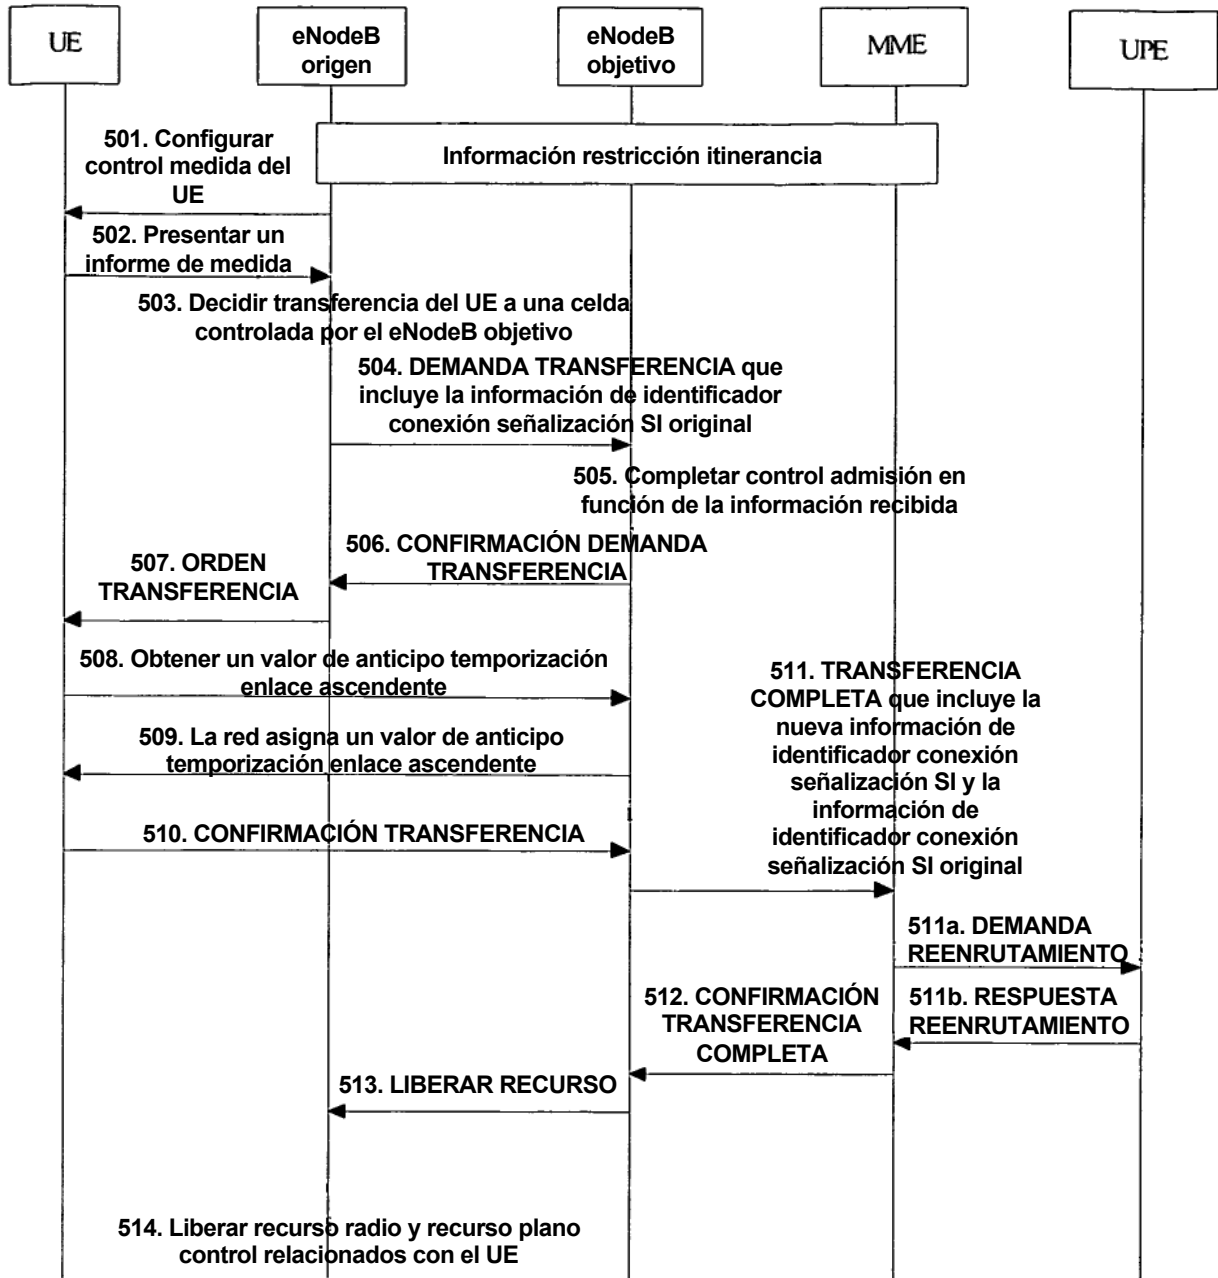 UE
eNodeB
origen
eNodeB
objetivo
MME
UPE
Información restricción itinerancia
501. Configurar
control medida del
UE
502. Presentar un
informe de medida
503. Decidir transferencia del UE a una celda
controlada por el eNodeB objetivo
504. DEMANDA TRANSFERENCIA que
incluye la información de identificador
conexión señalización SI original
505. Completar control admisión en
función de la información recibida
506. CONFIRMACIÓN DEMANDA
TRANSFERENCIA
507. ORDEN
TRANSFERENCIA
508. Obtener un valor de anticipo temporización
enlace ascendente
509. La red asigna un valor de anticipo
temporización enlace ascendente
510. CONFIRMACIÓN TRANSFERENCIA
511. TRANSFERENCIA
COMPLETA que incluye la
nueva información de
identificador conexión
señalización SI y la
información de
identificador conexión
señalización SI original
511a. DEMANDA
REENRUTAMIENTO
511b. RESPUESTA
REENRUTAMIENTO
512. CONFIRMACIÓN
TRANSFERENCIA
COMPLETA
513. LIBERAR RECURSO
514. Liberar recurso radio y recurso plano
control relacionados con el UE